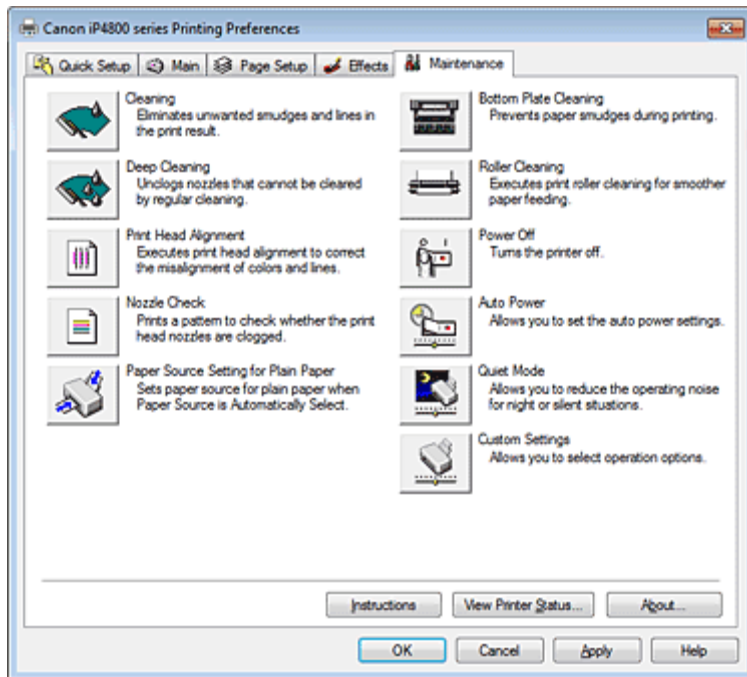 Canon iP4800 series Printing Preferences
Quick Setup
Main
Page Setup
Effects
Maintenance
Cleaning
Eliminates unwanted smudges and lines in
the print result.
Deep Cleaning
Unclogs nozzles that cannot be cleared
by regular cleaning.
Print Head Alignment
Executes print head alignment to correct
the misalignment of colors and lines.
Nozzle Check
Prints a pattern to check whether the print
head nozzles are clogged.
Paper Source Setting for Plain Paper
Sets paper source for plain paper when
Paper Source is Automatically Select.
Bottom Plate Cleaning
Prevents paper smudges during printing.
Roller Cleaning
Executes print roller cleaning for smoother
paper feeding.
Power Off
Turns the printer off.
Auto Power
Allows you to set the auto power settings.
Quiet Mode
Allows you to reduce the operating noise
for night or silent situations.
Custom Settings
Allows you to select operation options.
Instructions
View Printer Status...
About...
OK
Cancel
Apply
Help